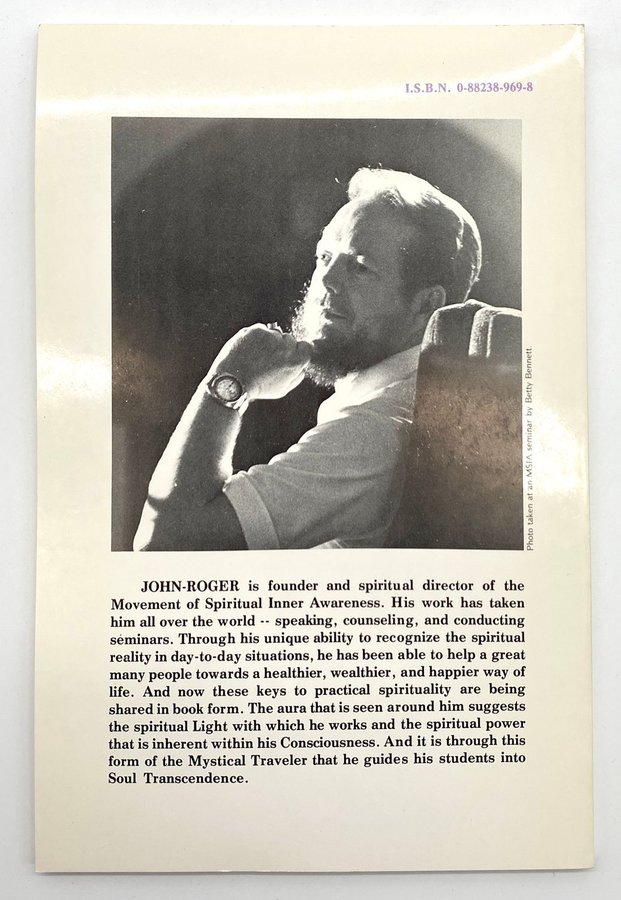 I.S.B.N. 0-88238-969-8
Photo taken at an MSIA seminar by Betty Bennett.
JOHN-ROGER is founder and spiritual director of the
Movement of Spiritual Inner Awareness. His work has taken
him all over the world -- speaking, counseling, and conducting
seminars. Through his unique ability to recognize the spiritual
reality in day-to-day situations, he has been able to help a great
many people towards a healthier, wealthier, and happier way of
life. And now these keys to practical spirituality are being
shared in book form. The aura that is seen around him suggests
the spiritual Light with which he works and the spiritual power
that is inherent within his Consciousness. And it is through this
form of the Mystical Traveler that he guides his students into
Soul Transcendence.